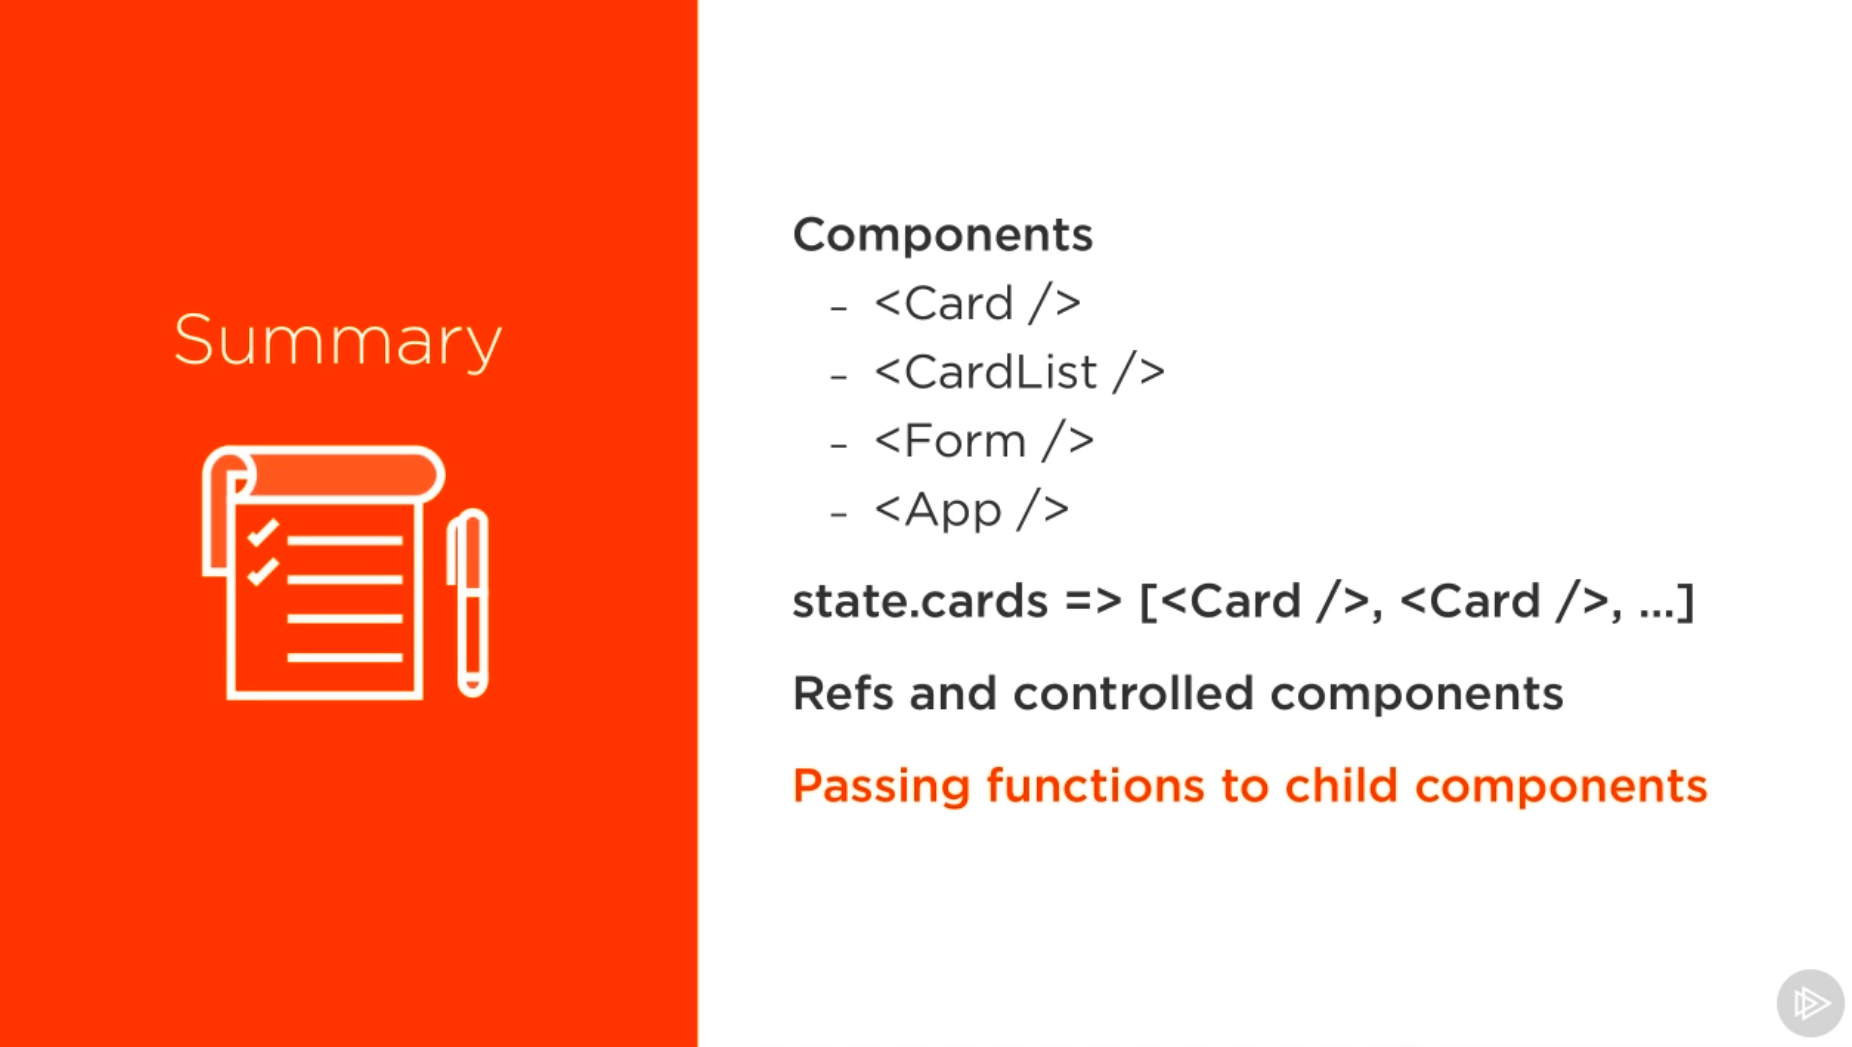 Summary
Components
- <Card />
- <CardList />
- <Form />
- <App />
state.cards => [<Card />, <Card />, ...]
Refs and controlled components
Passing functions to child components